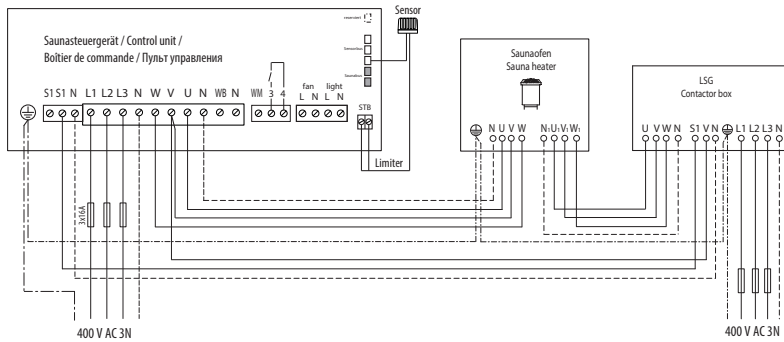 Saunasteuergerät / Control unit /
Boîtier de commande / Пульт управления
Sensor
S1 S1 N L1 L2 L3 N W V U N WB N
WM 3 4
fan light
L N L N
STB
Limiter
3x16A
400 V AC 3N
Saunaofen
Sauna heater
N U V W N1 U1 V1 W1
LSG
Contactor box
U V W N S1 V N L1 L2 L3 N
400 V AC 3N